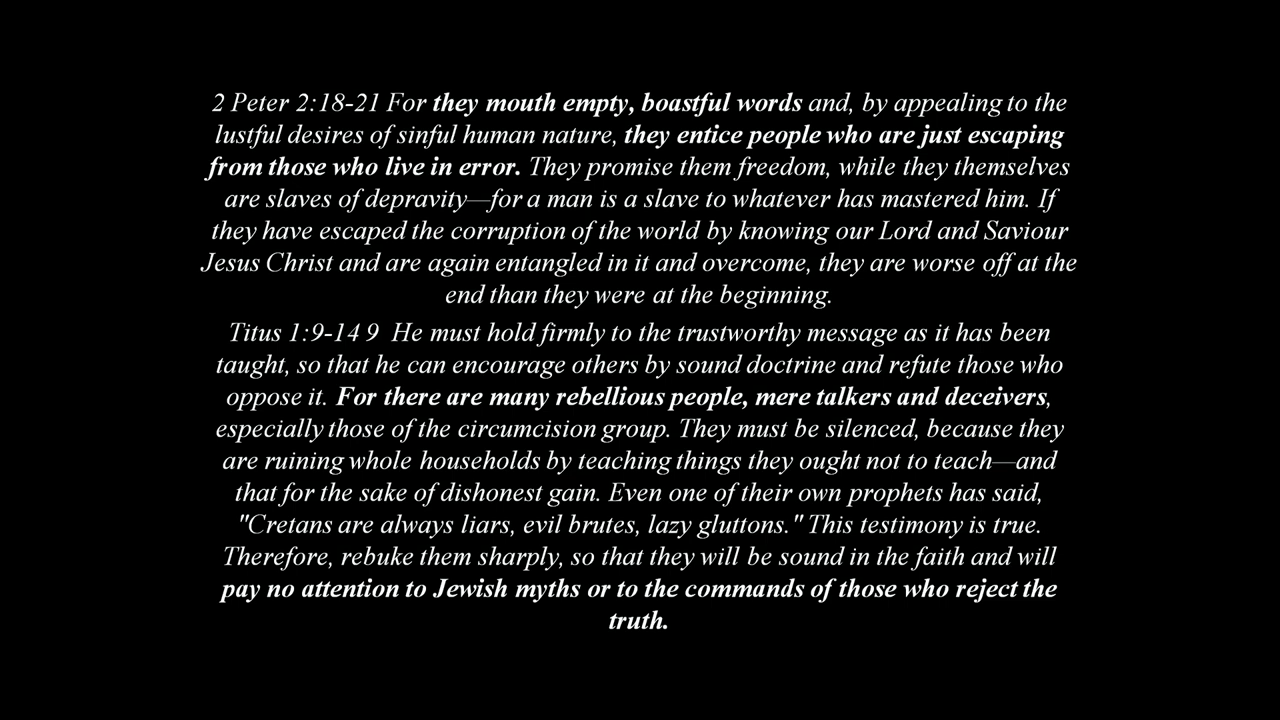 2 Peter 2:18-21 For they mouth empty, boastful words and, by appealing to the
lustful desires of sinful human nature, they entice people who are just escaping
from those who live in error. They promise them freedom, while they themselves
are slaves of depravity—for a man is a slave to whatever has mastered him. If
they have escaped the corruption of the world by knowing our Lord and Saviour
Jesus Christ and are again entangled in it and overcome, they are worse off at the
end than they were at the beginning.
Titus 1:9-14 9 He must hold firmly to the trustworthy message as it has been
taught, so that he can encourage others by sound doctrine and refute those who
oppose it. For there are many rebellious people, mere talkers and deceivers,
especially those of the circumcision group. They must be silenced, because they
are ruining whole households by teaching things they ought not to teach—and
that for the sake of dishonest gain. Even one of their own prophets has said,
"Cretans are always liars, evil brutes, lazy gluttons." This testimony is true.
Therefore, rebuke them sharply, so that they will be sound in the faith and will
pay no attention to Jewish myths or to the commands of those who reject the
truth.